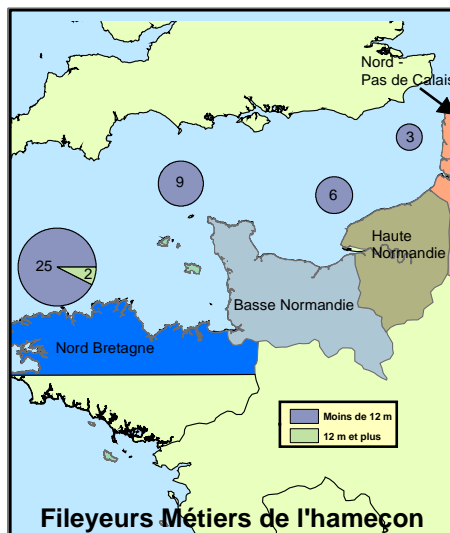 Nord -
Pas de Calais
3
9
6
Haute
Normandie
25
2
Basse Normandie
Nord Bretagne
Moins de 12 m
12 m et plus
Fileyeurs Métiers de l'hameçon